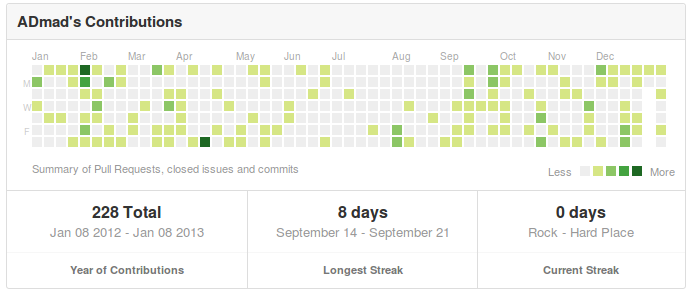 ADmad's Contributions
Jan Feb Mar Apr May Jun Jul Aug Sep Oct Nov Dec
M
W
F
Summary of Pull Requests, closed issues and commits
Less More
228 Total
Jan 08 2012 - Jan 08 2013
Year of Contributions
8 days
September 14 - September 21
Longest Streak
0 days
Rock - Hard Place
Current Streak